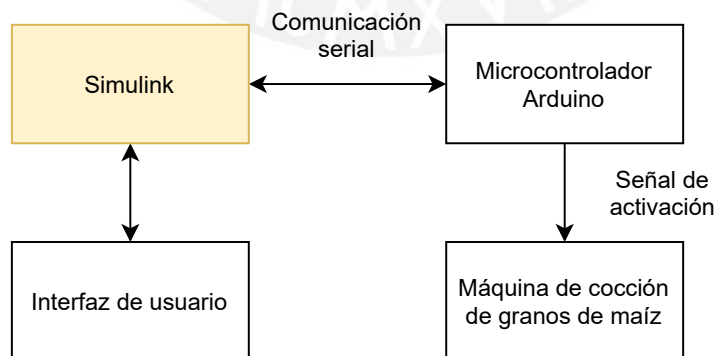 Comunicación
serial
Simulink
Microcontrolador
Arduino
Señal de
activación
Interfaz de usuario
Máquina de cocción
de granos de maíz